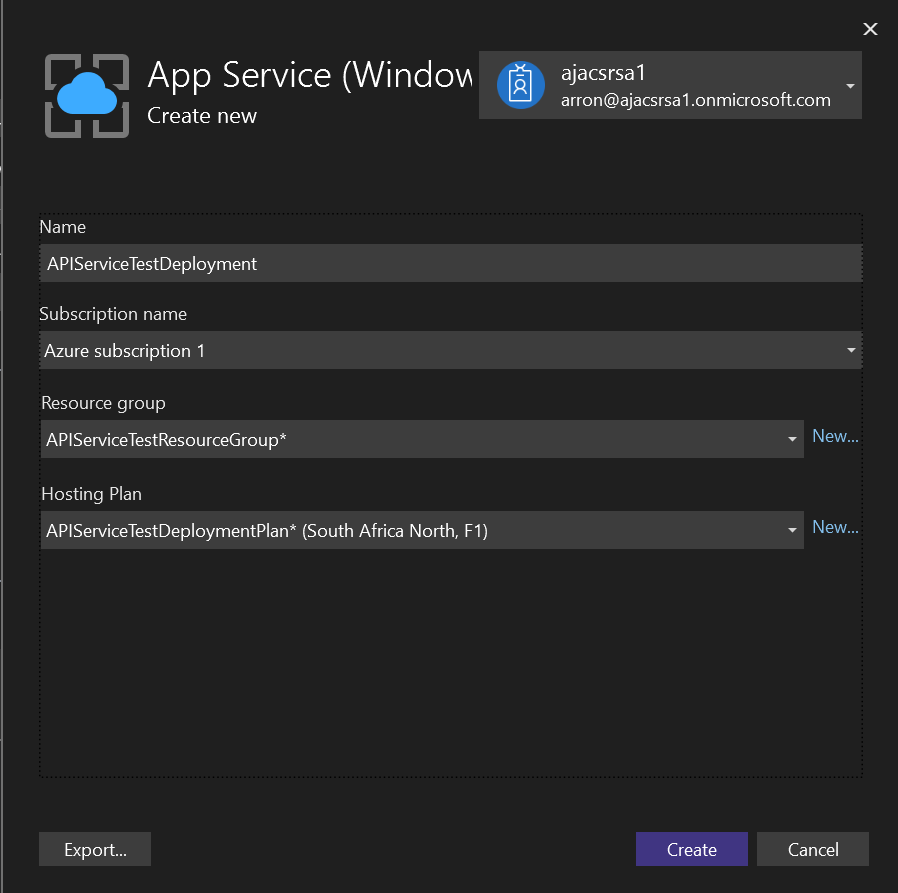 App Service (Window
Create new
ajacsrsa1
arron@ajacsrsa1.onmicrosoft.com
Name
APIServiceTestDeployment
Subscription name
Azure subscription 1
Resource group
APIServiceTestResourceGroup*
New...
Hosting Plan
APIServiceTestDeploymentPlan* (South Africa North, F1)
New...
Export...
Create
Cancel